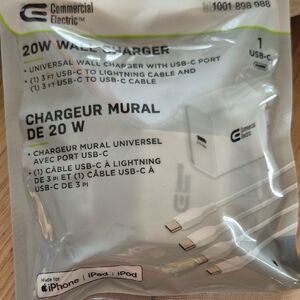 Commercial
Electric™
1001 898 988
20W WALL CHARGER
• UNIVERSAL WALL CHARGER WITH USB-C PORT
• (1) 3 FT USB-C TO LIGHTNING CABLE AND
(1) 3 FT USB-C TO USB-C CABLE
1
USB-C
CHARGEUR MURAL
DE 20 W
• CHARGEUR MURAL UNIVERSEL
AVEC PORT USB-C
• (1) CÂBLE USB-C À LIGHTNING
DE 3 PI ET (1) CÂBLE USB-C À
USB-C DE 3 PI
Commercial
Electric
Made for
iPhone | iPad | iPod